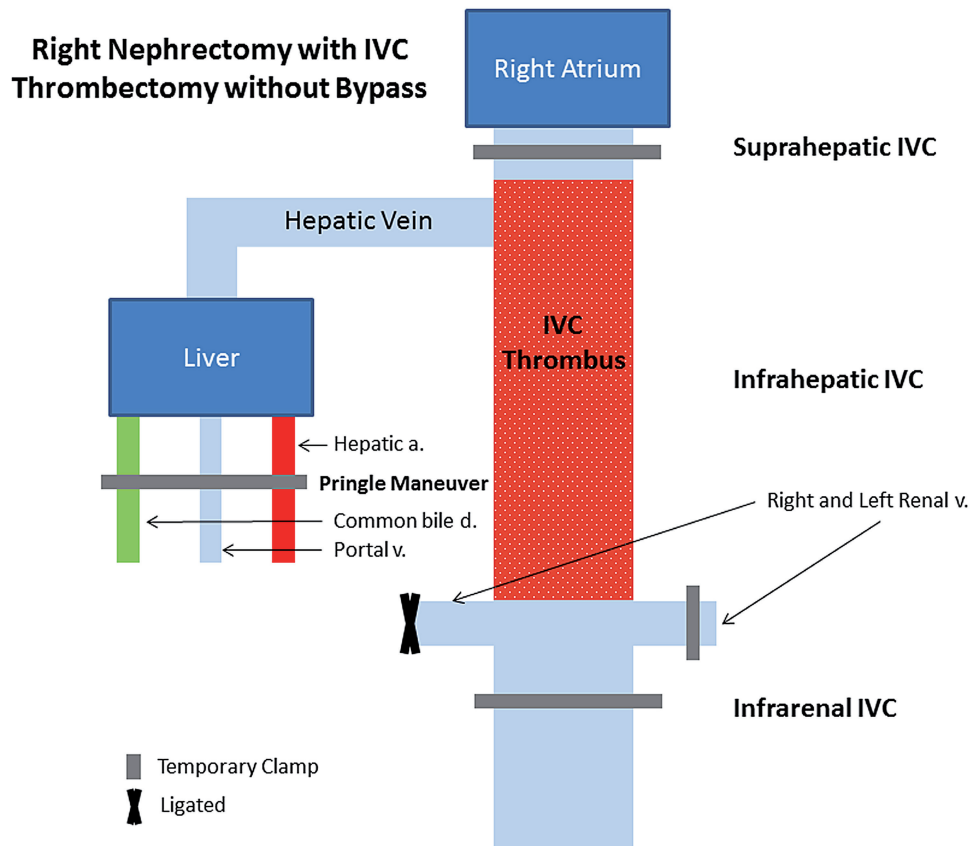 Right Nephrectomy with IVC
Thrombectomy without Bypass
Right Atrium
Suprahepatic IVC
Hepatic Vein
IVC
Thrombus
Liver
Infrahepatic IVC
Hepatic a.
Pringle Maneuver
Right and Left Renal v.
Common bile d.
Portal v.
Infrarenal IVC
Temporary Clamp
Ligated